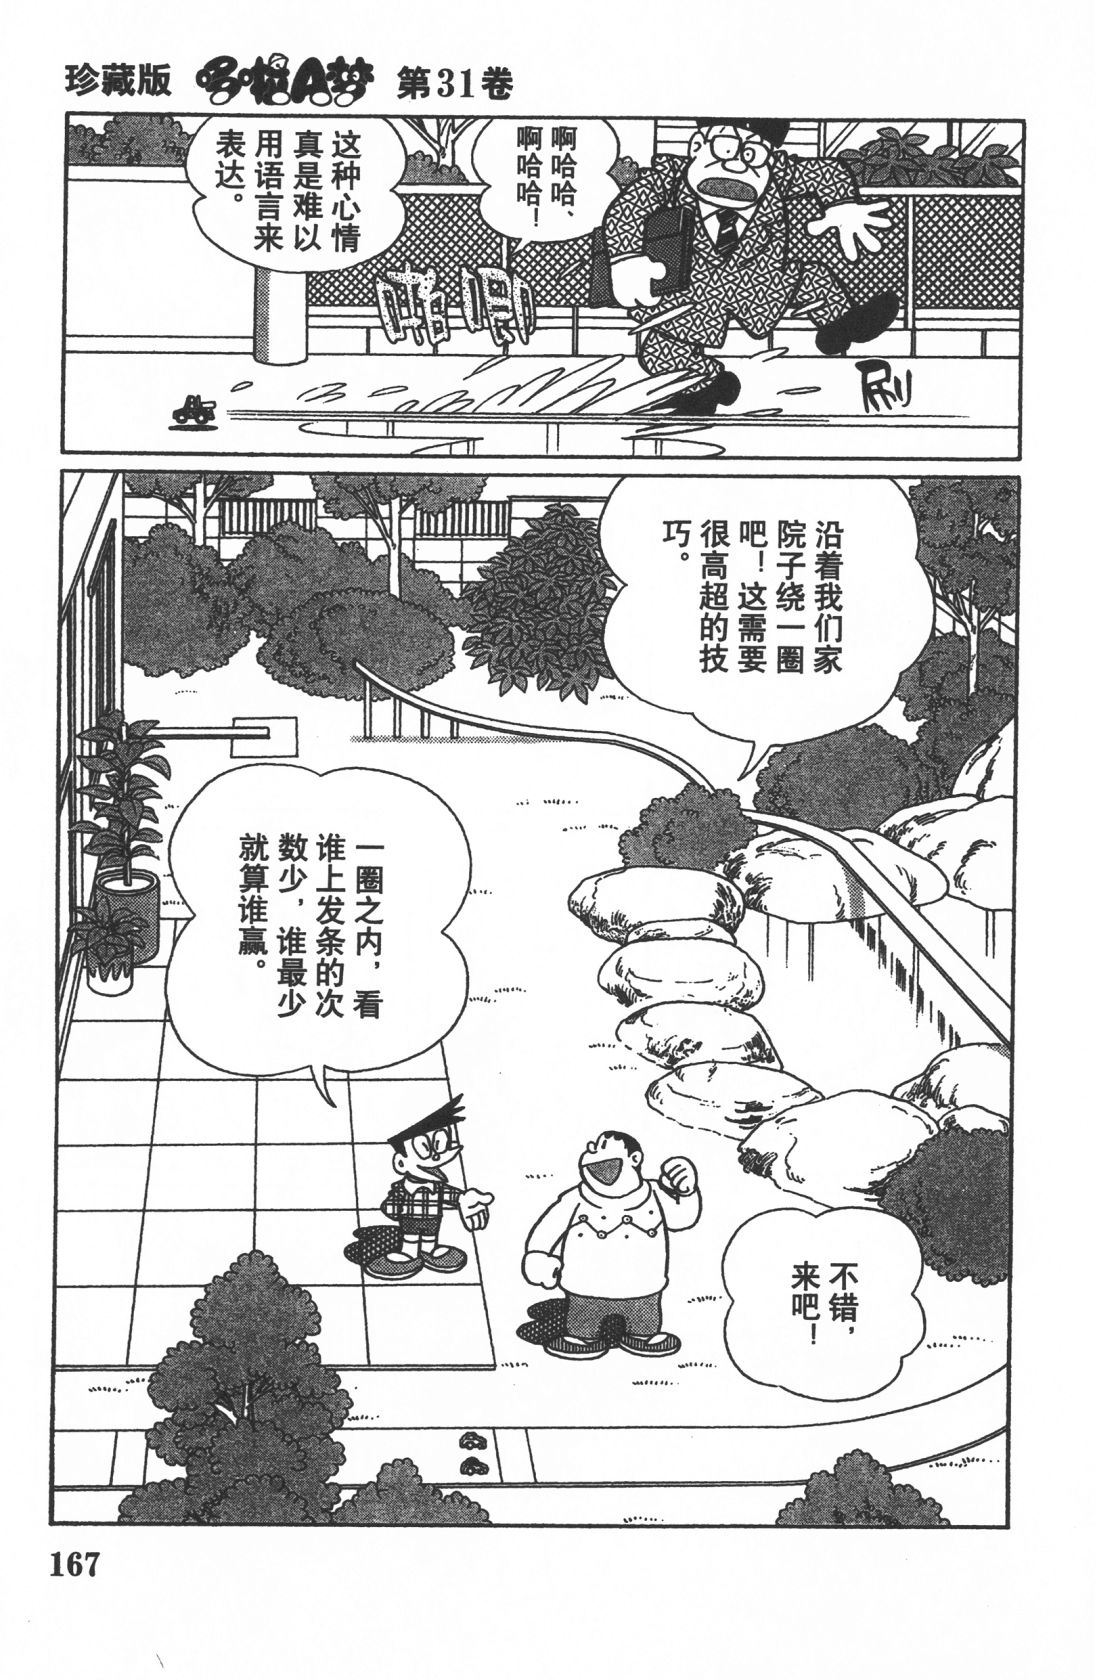 珍藏版 哆啦A梦 第31卷
啊哈哈、
啊哈哈！
这种心情
真是难以
用语言来
表达。
啪唧
刷
沿着我们家
院子绕一圈
吧！这需要
很高超的技
巧。
一圈之内，看
谁上发条的次
数少，谁最少
就算谁赢。
不错，
来吧！
167